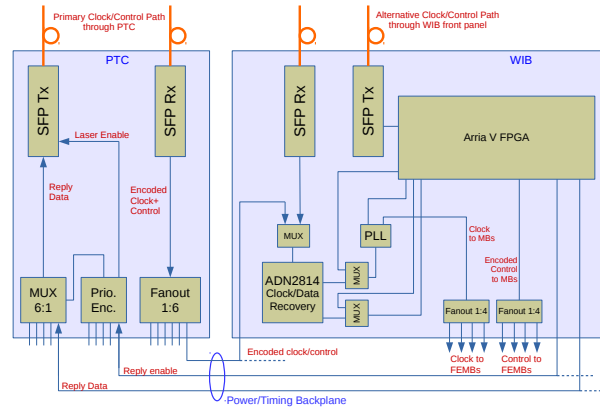 Primary Clock/Control Path
through PTC
Alternative Clock/Control Path
through WIB front panel
PTC
WIB
SFP Tx
SFP Rx
SFP Rx
SFP Tx
Arria V FPGA
Laser Enable
Reply
Data
Encoded
Clock+
Control
MUX
PLL
Clock
to MBs
Encoded
Control
to MBs
ADN2814
Clock/Data
Recovery
MUX
MUX
MUX
6:1
Prio.
Enc.
Fanout
1:6
Fanout 1:4
Fanout 1:4
Encoded clock/control
Clock to
FEMBs
Control to
FEMBs
Reply enable
Reply Data
Power/Timing Backplane